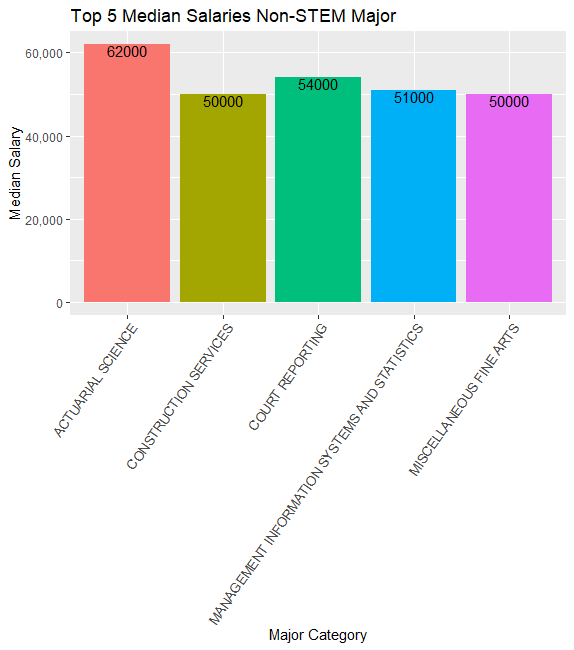 Top 5 Median Salaries Non-STEM Major
Median Salary
60,000
40,000
20,000
0
62000
50000
54000
51000
50000
ACTUARIAL SCIENCE
CONSTRUCTION SERVICES
COURT REPORTING
MANAGEMENT INFORMATION SYSTEMS AND STATISTICS
MISCELLANEOUS FINE ARTS
Major Category